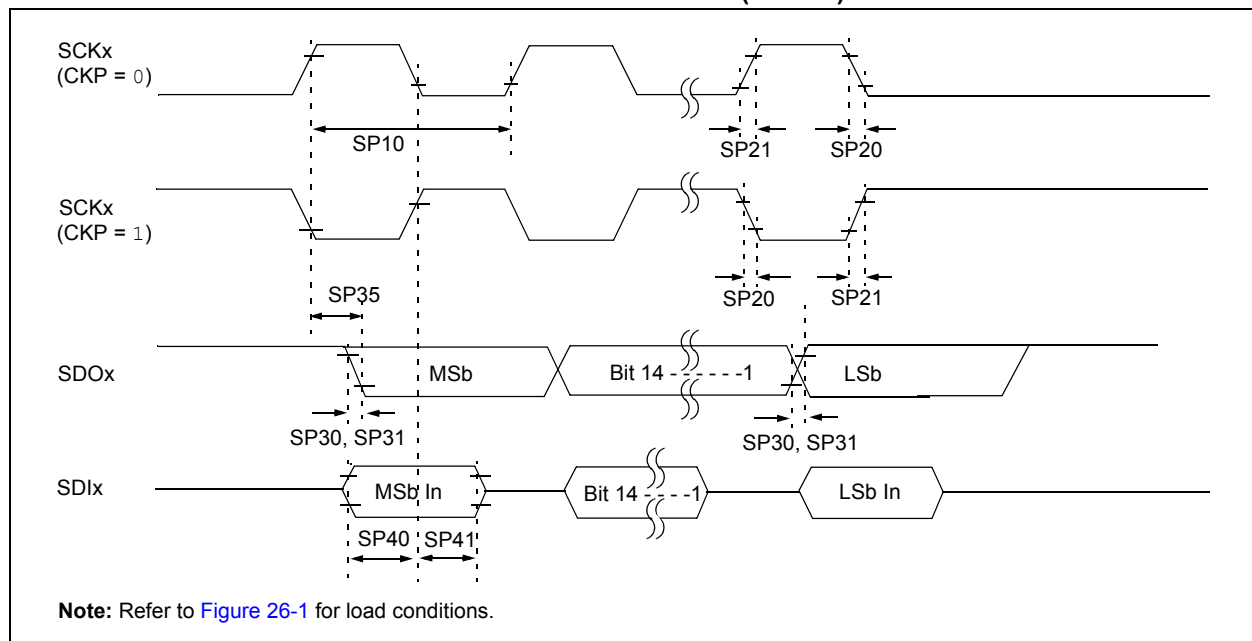 SCKx
(CKP = 0)
SP10
SP21
SP20
SCKx
(CKP = 1)
SP35
SP20
SP21
SDOx
MSb
Bit 14 - - - - - -1
LSb
SP30, SP31
SP30, SP31
SDIx
MSb In
Bit 14 - - - -1
LSb In
SP40
SP41
Note: Refer to Figure 26-1 for load conditions.